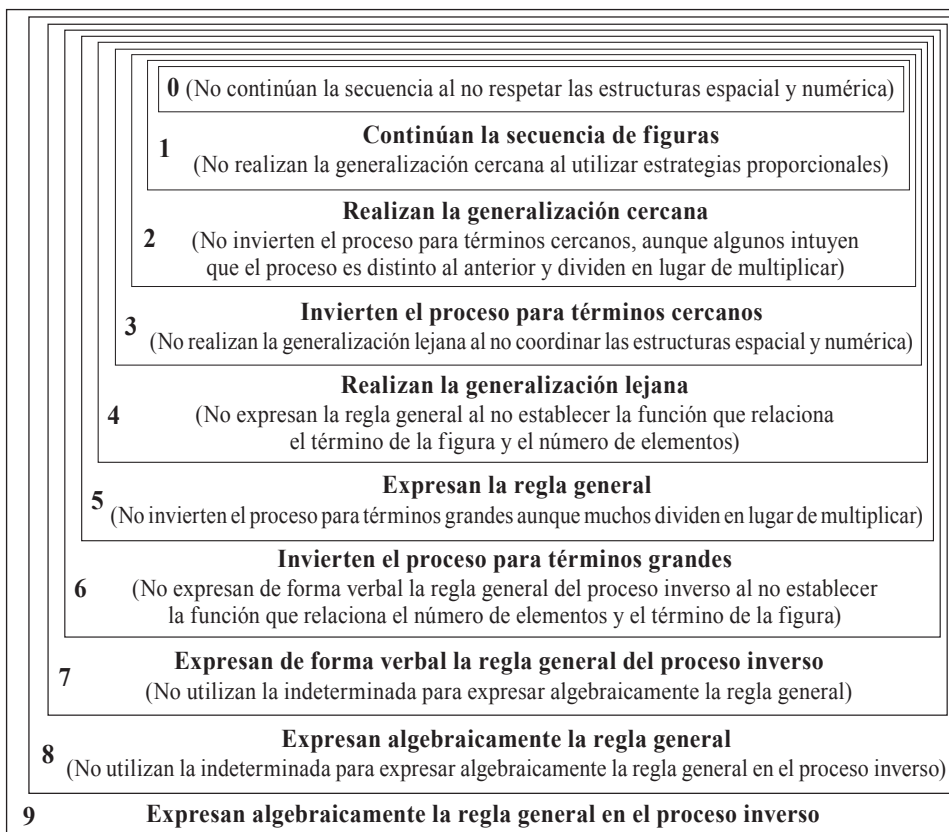 0 (No continúan la secuencia al no respetar las estructuras espacial y numérica)
Continúan la secuencia de figuras
1
(No realizan la generalización cercana al utilizar estrategias proporcionales)
Realizan la generalización cercana
2 (No invierten el proceso para términos cercanos, aunque algunos intuyen
que el proceso es distinto al anterior y dividen en lugar de multiplicar)
Invierten el proceso para términos cercanos
3
(No realizan la generalización lejana al no coordinar las estructuras espacial y numérica)
Realizan la generalización lejana
4 (No expresan la regla general al no establecer la función que relaciona
el término de la figura y el número de elementos)
Expresan la regla general
5
(No invierten el proceso para términos grandes aunque muchos dividen en lugar de multiplicar)
Invierten el proceso para términos grandes
6 (No expresan de forma verbal la regla general del proceso inverso al no establecer
la función que relaciona el número de elementos y el término de la figura)
Expresan de forma verbal la regla general del proceso inverso
7
(No utilizan la indeterminada para expresar algebraicamente la regla general)
Expresan algebraicamente la regla general
8
(No utilizan la indeterminada para expresar algebraicamente la regla general en el proceso inverso)
9 Expresan algebraicamente la regla general en el proceso inverso